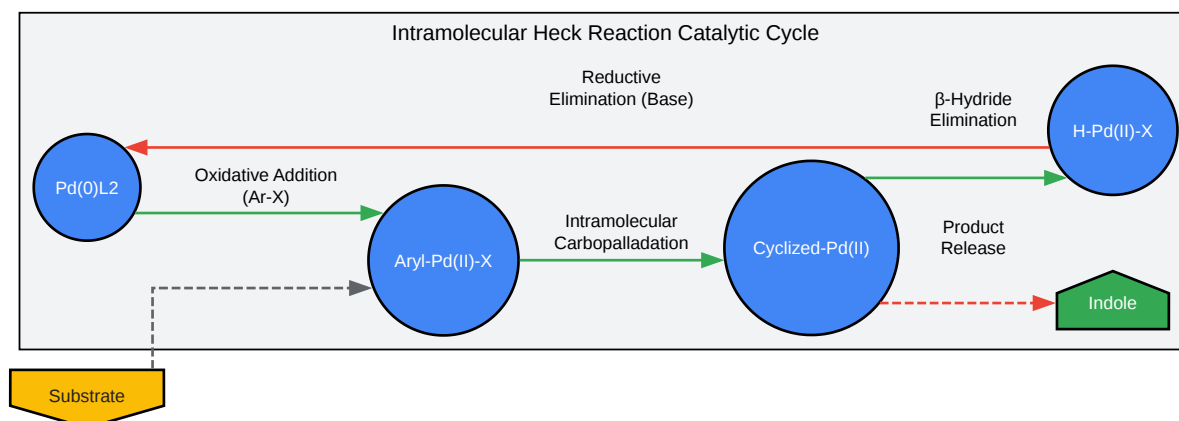 Intramolecular Heck Reaction Catalytic Cycle
Reductive
Elimination (Base)
β-Hydride
Elimination
H-Pd(II)-X
Pd(0)L2
Oxidative Addition
(Ar-X)
Intramolecular
Carbopalladation
Aryl-Pd(II)-X
Cyclized-Pd(II)
Product
Release
Indole
Substrate